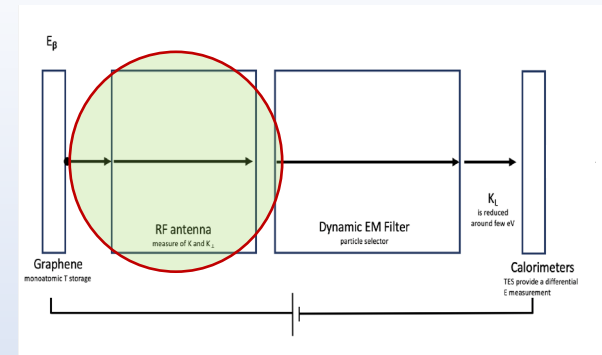 Eβ
RF antenna
measure of K and K⊥
Dynamic EM Filter
particle selector
KL
is reduced
around few eV
Graphene
monoatomic T storage
Calorimeters
TES provide a differential
E measurement